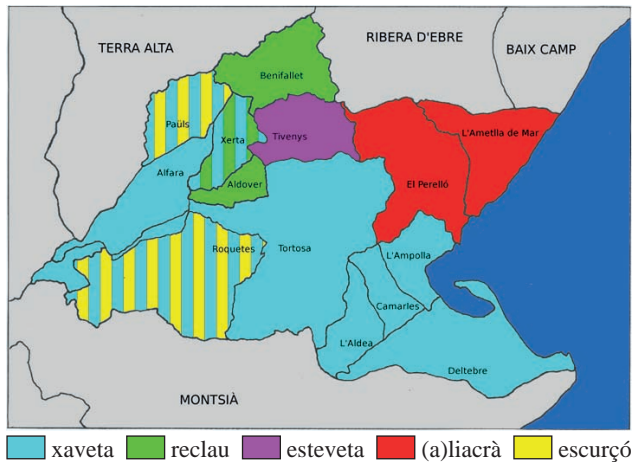 RIBERA D'EBRE
TERRA ALTA
BAIX CAMP
Benifallet
Paüls
L'Ametlla de Mar
Xerta
Tivenys
Alfara
Aldover
El Perelló
Roquetes
Tortosa
L'Ampolla
Camarles
L'Aldea
Deltebre
MONTSIÀ
xaveta reclau esteveta (a)liacrà escurçó